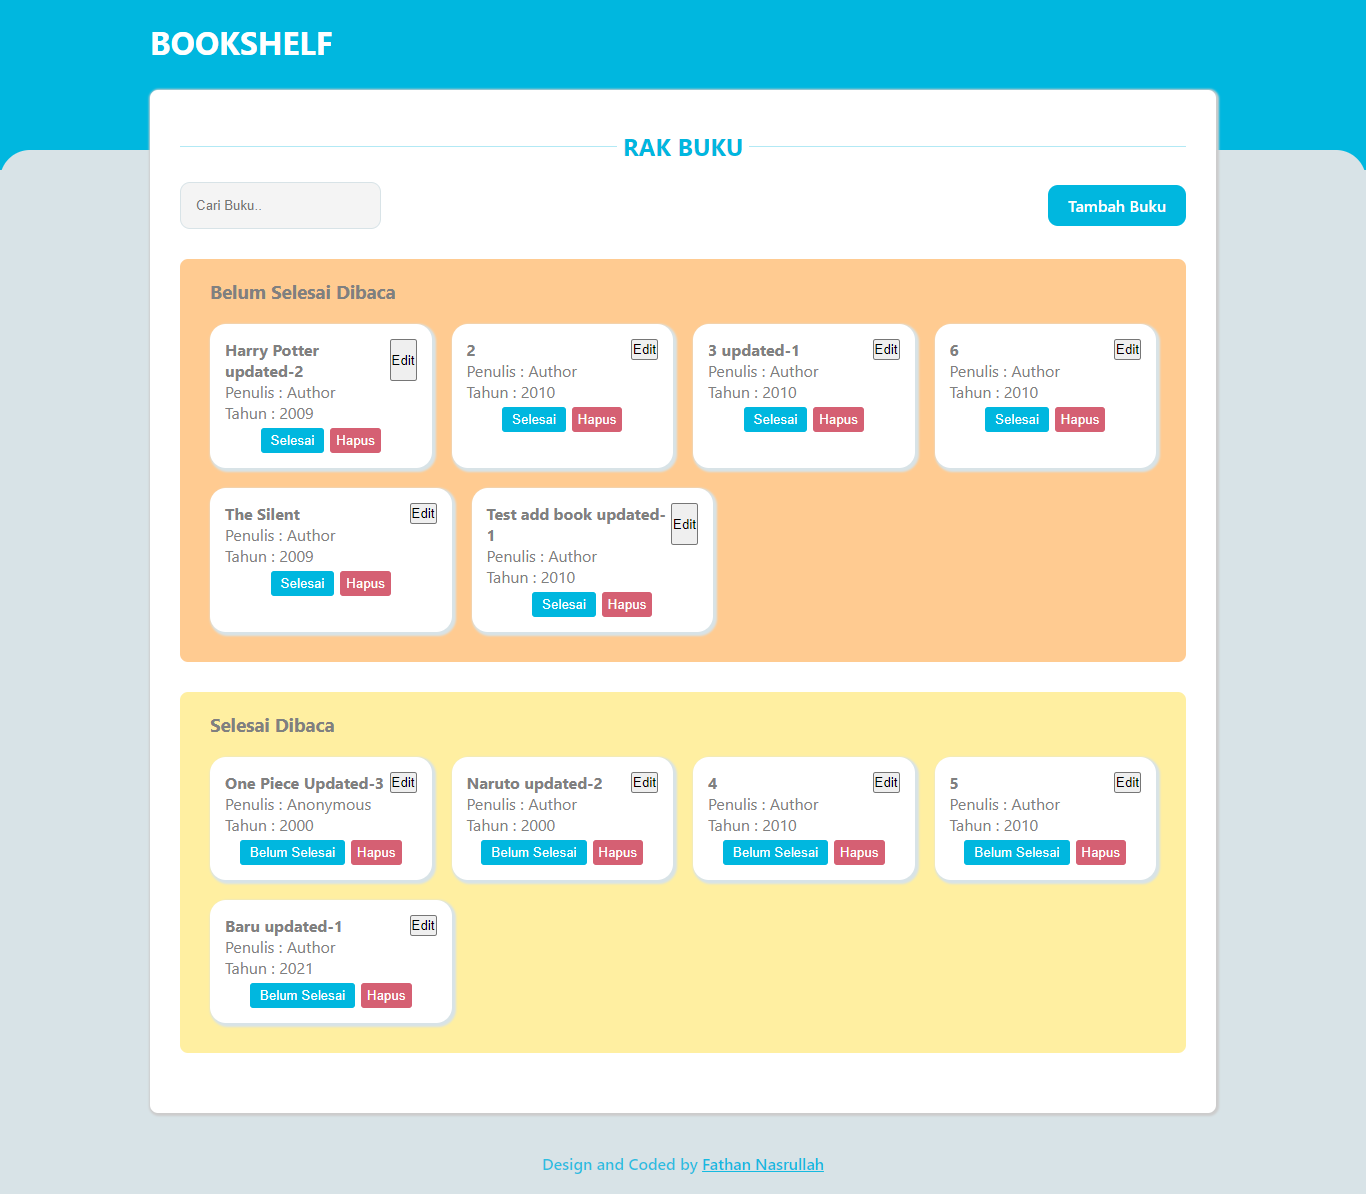 BOOKSHELF
RAK BUKU
Cari Buku..
Tambah Buku
Belum Selesai Dibaca
Harry Potter
updated-2
Edit
Penulis : Author
Tahun : 2009
Selesai Hapus
2
Edit
Penulis : Author
Tahun : 2010
Selesai Hapus
3 updated-1
Edit
Penulis : Author
Tahun : 2010
Selesai Hapus
6
Edit
Penulis : Author
Tahun : 2010
Selesai Hapus
The Silent
Edit
Penulis : Author
Tahun : 2009
Selesai Hapus
Test add book updated-
1
Edit
Penulis : Author
Tahun : 2010
Selesai Hapus
Selesai Dibaca
One Piece Updated-3
Edit
Penulis : Anonymous
Tahun : 2000
Belum Selesai Hapus
Naruto updated-2
Edit
Penulis : Author
Tahun : 2000
Belum Selesai Hapus
4
Edit
Penulis : Author
Tahun : 2010
Belum Selesai Hapus
5
Edit
Penulis : Author
Tahun : 2010
Belum Selesai Hapus
Baru updated-1
Edit
Penulis : Author
Tahun : 2021
Belum Selesai Hapus
Design and Coded by Fathan Nasrullah